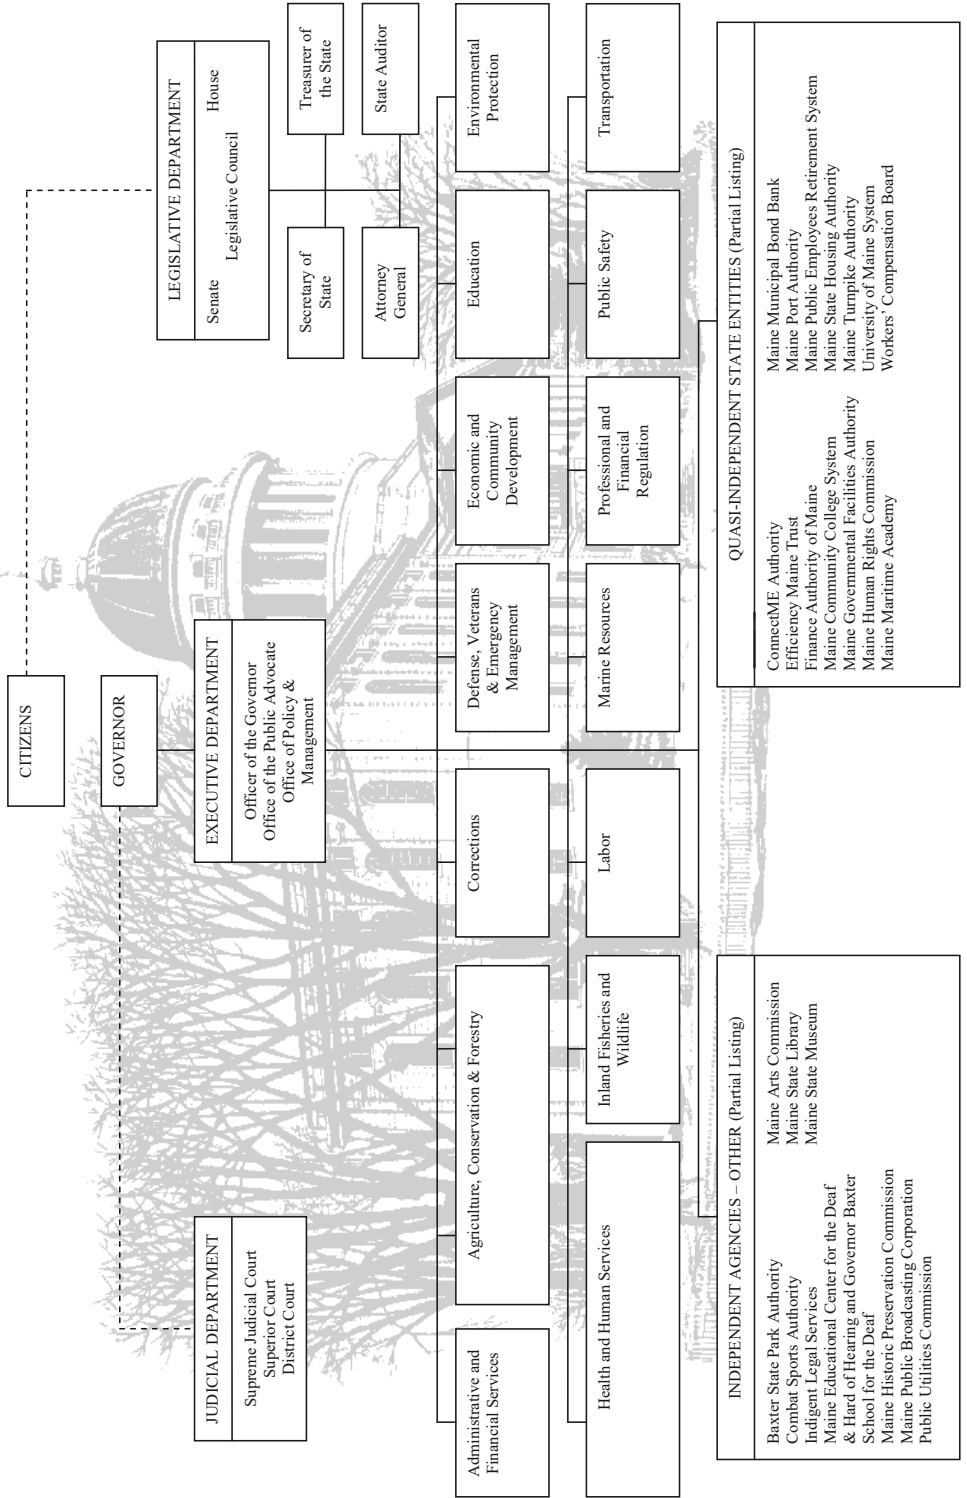 CITIZENS
GOVERNOR
JUDICIAL DEPARTMENT
Supreme Judicial Court
Superior Court
District Court
EXECUTIVE DEPARTMENT
Officer of the Governor
Office of the Public Advocate
Office of Policy &
Management
LEGISLATIVE DEPARTMENT
Senate
House
Legislative Council
Secretary of
State
Treasurer of
the State
Attorney
General
State Auditor
Administrative and
Financial Services
Agriculture, Conservation & Forestry
Corrections
Defense, Veterans
& Emergency
Management
Economic and
Community
Development
Education
Environmental
Protection
Health and Human Services
Inland Fisheries and
Wildlife
Labor
Marine Resources
Professional and
Financial
Regulation
Public Safety
Transportation
INDEPENDENT AGENCIES – OTHER (Partial Listing)
Baxter State Park Authority
Combat Sports Authority
Indigent Legal Services
Maine Educational Center for the Deaf
& Hard of Hearing and Governor Baxter
School for the Deaf
Maine Historic Preservation Commission
Maine Public Broadcasting Corporation
Public Utilities Commission
Maine Arts Commission
Maine State Library
Maine State Museum
QUASI-INDEPENDENT STATE ENTITIES (Partial Listing)
ConnectME Authority
Efficiency Maine Trust
Finance Authority of Maine
Maine Community College System
Maine Governmental Facilities Authority
Maine Human Rights Commission
Maine Maritime Academy
Maine Municipal Bond Bank
Maine Port Authority
Maine Public Employees Retirement System
Maine State Housing Authority
Maine Turnpike Authority
University of Maine System
Workers' Compensation Board